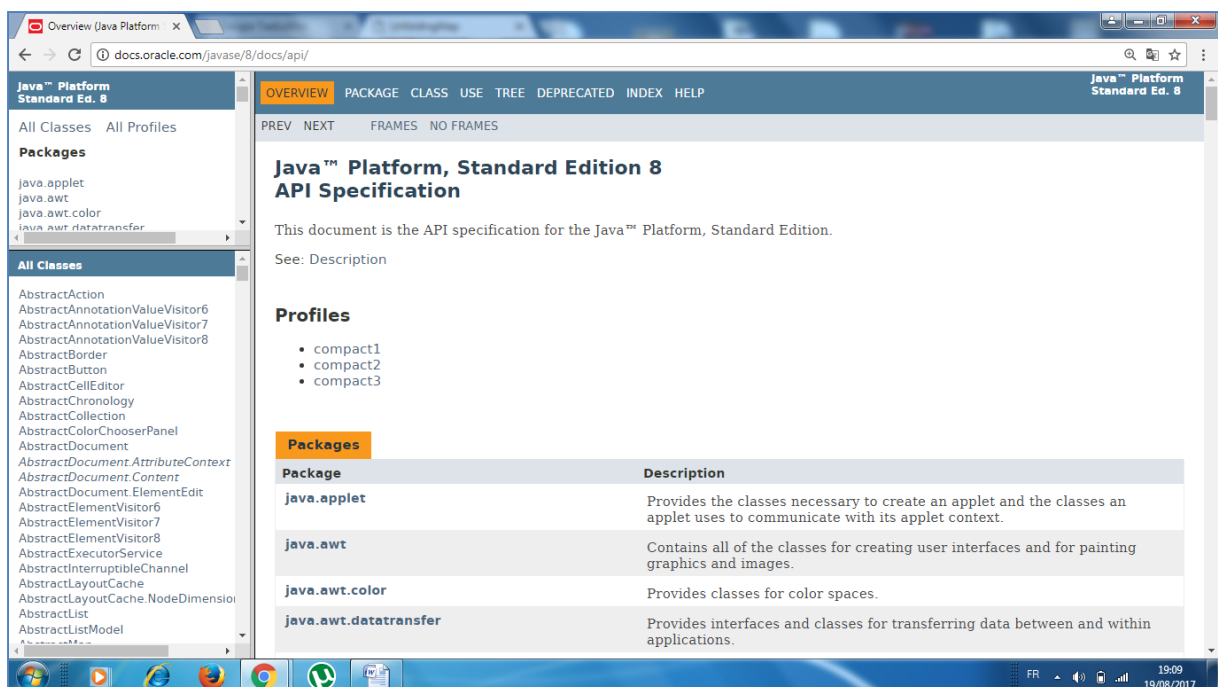 Overview (Java Platform
docs.oracle.com/javase/8/docs/api/
Java™ Platform
Standard Ed. 8
All Classes All Profiles
Packages
java.applet
java.awt
java.awt.color
java.awt.datatransfer
All Classes
AbstractAction
AbstractAnnotationValueVisitor6
AbstractAnnotationValueVisitor7
AbstractAnnotationValueVisitor8
AbstractBorder
AbstractButton
AbstractCellEditor
AbstractChronology
AbstractCollection
AbstractColorChooserPanel
AbstractDocument
AbstractDocument.AttributeContext
AbstractDocument.Content
AbstractDocument.ElementEdit
AbstractElementVisitor6
AbstractElementVisitor7
AbstractElementVisitor8
AbstractExecutorService
AbstractInterruptibleChannel
AbstractLayoutCache
AbstractLayoutCache.NodeDimensio
AbstractList
AbstractListModel
OVERVIEW PACKAGE CLASS USE TREE DEPRECATED INDEX HELP
Java™ Platform
Standard Ed. 8
PREV NEXT FRAMES NO FRAMES
Java™ Platform, Standard Edition 8
API Specification
This document is the API specification for the Java™ Platform, Standard Edition.
See: Description
Profiles
• compact1
• compact2
• compact3
Packages
Package Description
java.applet Provides the classes necessary to create an applet and the classes an
applet uses to communicate with its applet context.
java.awt Contains all of the classes for creating user interfaces and for painting
graphics and images.
java.awt.color Provides classes for color spaces.
java.awt.datatransfer Provides interfaces and classes for transferring data between and within
applications.
FR 19:09
19/08/2017